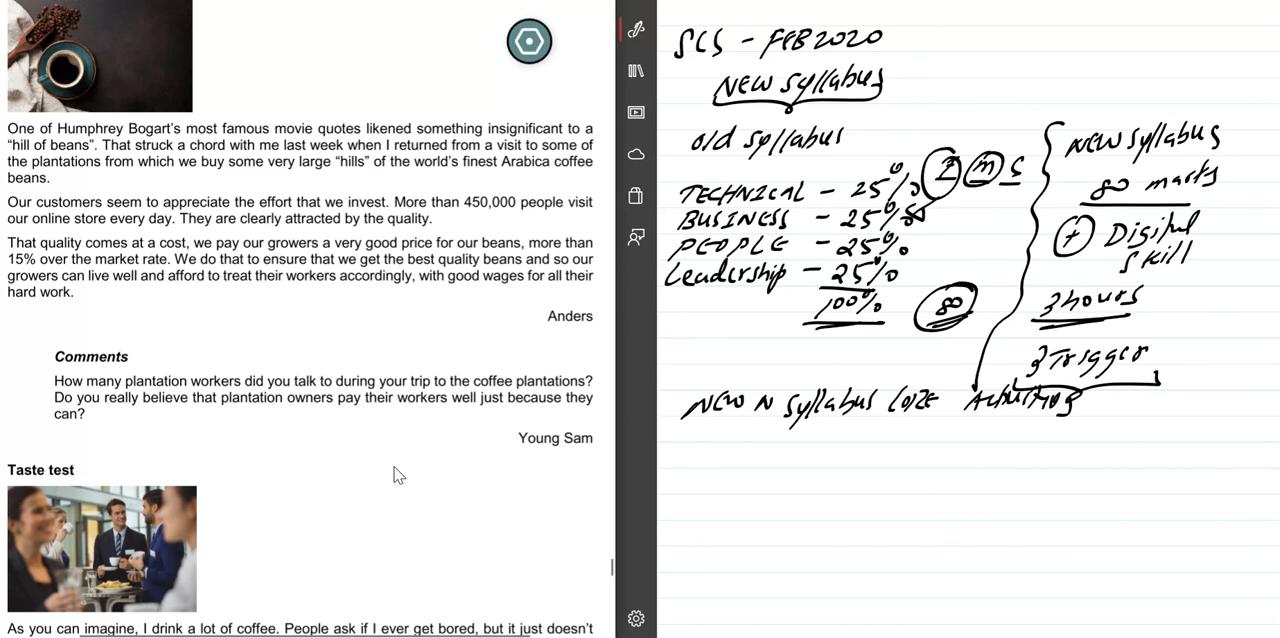 One of Humphrey Bogart's most famous movie quotes likened something insignificant to a
"hill of beans". That struck a chord with me last week when I returned from a visit to some of
the plantations from which we buy some very large "hills" of the world's finest Arabica coffee
beans.
Our customers seem to appreciate the effort that we invest. More than 450,000 people visit
our online store every day. They are clearly attracted by the quality.
That quality comes at a cost, we pay our growers a very good price for our beans, more than
15% over the market rate. We do that to ensure that we get the best quality beans and so our
growers can live well and afford to treat their workers accordingly, with good wages for all their
hard work.
Anders
Comments
How many plantation workers did you talk to during your trip to the coffee plantations?
Do you really believe that plantation owners pay their workers well just because they
can?
Young Sam
Taste test
As you can imagine, I drink a lot of coffee. People ask if I ever get bored, but it just doesn't
SCS - FEB 2020
NEW Syllabus
old syllabus
TECHNICAL - 25% E m S
BUSINESS - 25%
PEOPLE - 25%
Leadership - 25%
100% 80
NEW Syllabus
80 marks
+ Digital
Skill
3 hours
3 Trigger
NEW N Syllabus CORE Activities